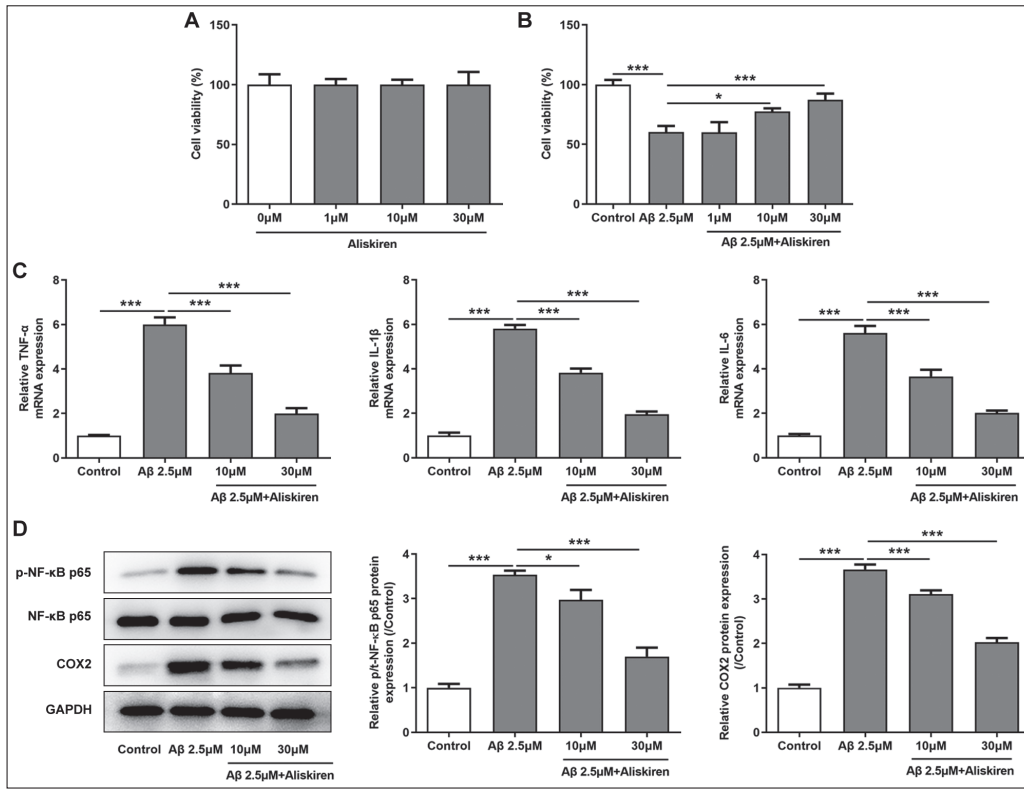 A
Cell viability (%)
150
100
50
0
0μM 1μM 10μM 30μM
Aliskiren
B
Cell viability (%)
150
100
50
0
***
***
*
Control Aβ 2.5μM 1μM 10μM 30μM
Aβ 2.5μM+Aliskiren
C
Relative TNF-α
mRNA expression
8
6
4
2
0
***
*** ***
Control Aβ 2.5μM 10μM 30μM
Aβ 2.5μM+Aliskiren
Relative IL-1β
mRNA expression
8
6
4
2
0
***
*** ***
Control Aβ 2.5μM 10μM 30μM
Aβ 2.5μM+Aliskiren
Relative IL-6
mRNA expression
8
6
4
2
0
***
*** ***
Control Aβ 2.5μM 10μM 30μM
Aβ 2.5μM+Aliskiren
D
p-NF-κB p65
NF-κB p65
COX2
GAPDH
Control Aβ 2.5μM 10μM 30μM
Aβ 2.5μM+Aliskiren
Relative p/t-NF-κB p65 protein
expression (/Control)
4
3
2
1
0
***
*** *
Control Aβ 2.5μM 10μM 30μM
Aβ 2.5μM+Aliskiren
Relative COX2 protein expression
(/Control)
4
3
2
1
0
***
*** ***
Control Aβ 2.5μM 10μM 30μM
Aβ 2.5μM+Aliskiren